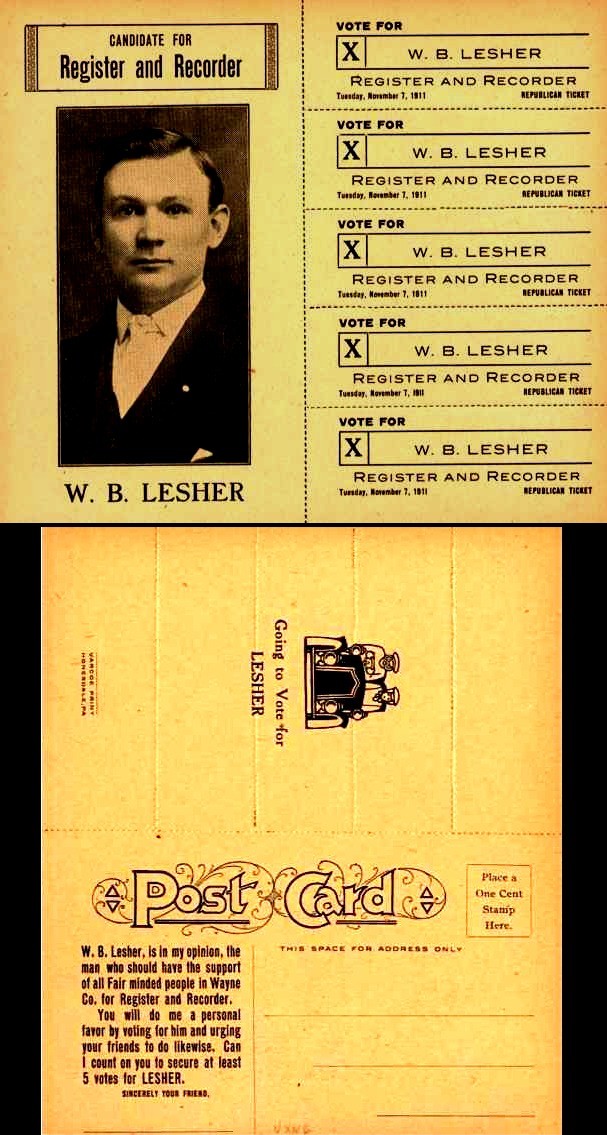 CANDIDATE FOR
Register and Recorder
W. B. LESHER
VOTE FOR
X W. B. LESHER
REGISTER AND RECORDER
Tuesday, November 7, 1911 REPUBLICAN TICKET
VOTE FOR
X W. B. LESHER
REGISTER AND RECORDER
Tuesday, November 7, 1911 REPUBLICAN TICKET
VOTE FOR
X W. B. LESHER
REGISTER AND RECORDER
Tuesday, November 7, 1911 REPUBLICAN TICKET
VOTE FOR
X W. B. LESHER
REGISTER AND RECORDER
Tuesday, November 7, 1911 REPUBLICAN TICKET
VOTE FOR
X W. B. LESHER
REGISTER AND RECORDER
Tuesday, November 7, 1911 REPUBLICAN TICKET
Going to Vote for
LESHER
VARCOE PRINT
HONESDALE, PA
Post Card
Place a
One Cent
Stamp
Here.
THIS SPACE FOR ADDRESS ONLY
W. B. Lesher, is in my opinion, the
man who should have the support
of all Fair minded people in Wayne
Co. for Register and Recorder.
You will do me a personal
favor by voting for him and urging
your friends to do likewise. Can
I count on you to secure at least
5 votes for LESHER.
SINCERELY YOUR FRIEND,